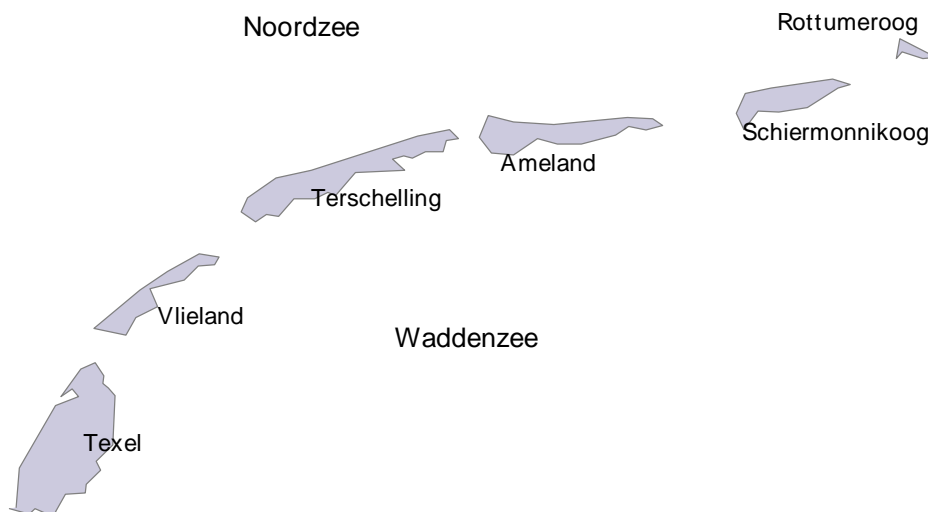 Noordzee
Rottumeroog
Schiermonnikoog
Ameland
Terschelling
Vlieland
Waddenzee
Texel